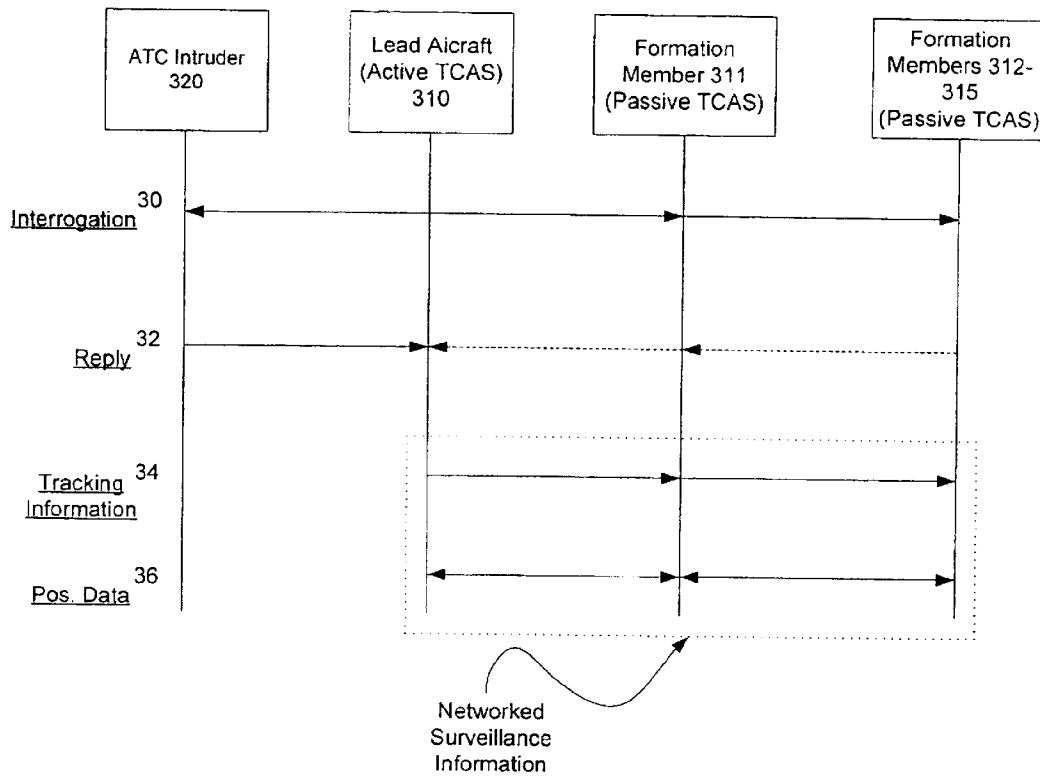 ATC Intruder
320
Lead Aicraft
(Active TCAS)
310
Formation
Member 311
(Passive TCAS)
Formation
Members 312-
315
(Passive TCAS)
Interrogation 30
Reply 32
Tracking 34
Information
Pos. Data 36
Networked
Surveillance
Information